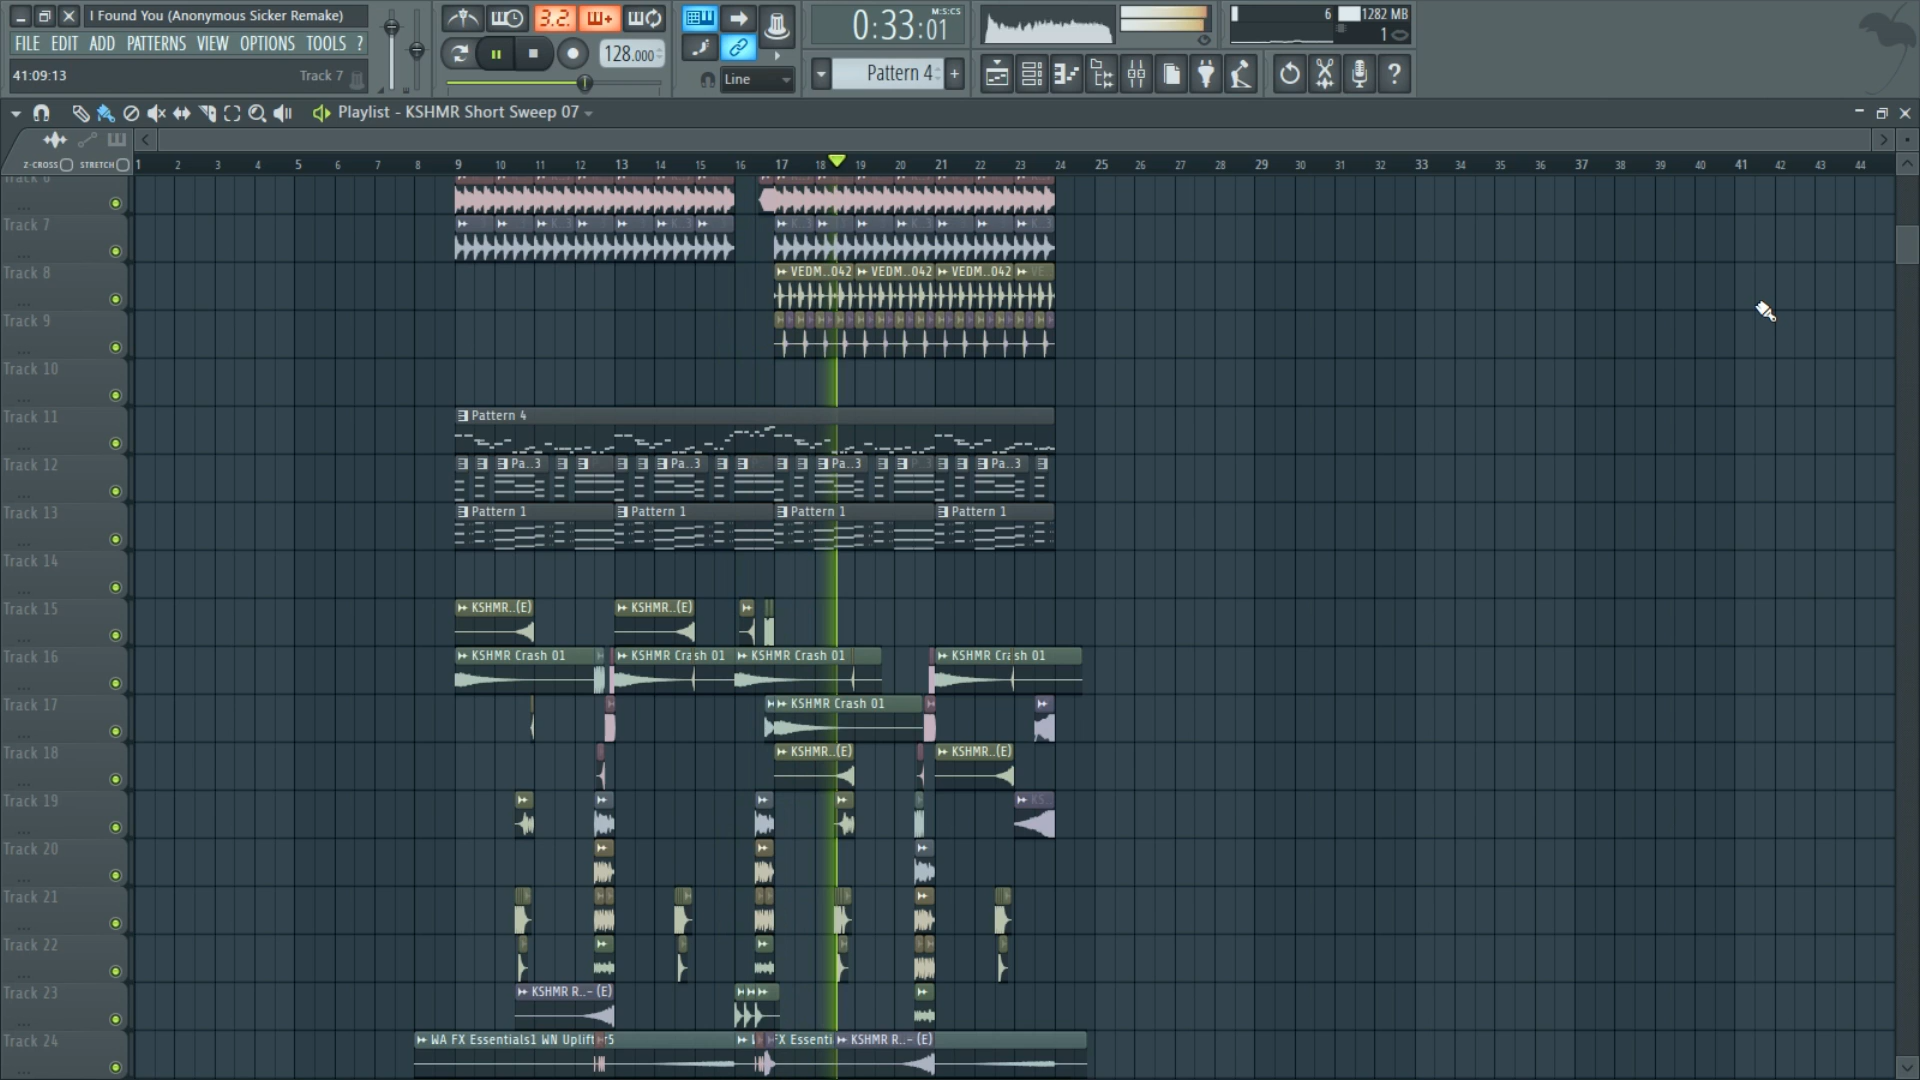 I Found You (Anonymous Sicker Remake)
FILE EDIT ADD PATTERNS VIEW OPTIONS TOOLS ?
41:09:13 Track 7
3.2.
128.000
Line
0:33:01 M:S:CS
Pattern 4 +
6 1282 MB
1
?
Playlist - KSHMR Short Sweep 07
Z-CROSS STRETCH
1 2 3 4 5 6 7 8 9 10 11 12 13 14 15 16 17 18 19 20 21 22 23 24 25 26 27 28 29 30 31 32 33 34 35 36 37 38 39 40 41 42 43 44
Track 6
Track 7
Track 8 VEDM..042 VEDM..042 VEDM..042 VE
Track 9
Track 10
Track 11 Pattern 4
Track 12 Pa..3 Pa..3 Pa..3 Pa..3
Track 13 Pattern 1 Pattern 1 Pattern 1 Pattern 1
Track 14
Track 15 KSHMR..(E) KSHMR..(E)
Track 16 KSHMR Crash 01 KSHMR Crash 01 KSHMR Crash 01 KSHMR Crash 01
Track 17 KSHMR Crash 01
Track 18 KSHMR..(E) KSHMR..(E)
Track 19 KS..
Track 20
Track 21
Track 22
Track 23 KSHMR R..- (E)
Track 24 WA FX Essentials1 WN Uplift r5 FX Essenti KSHMR R..- (E)